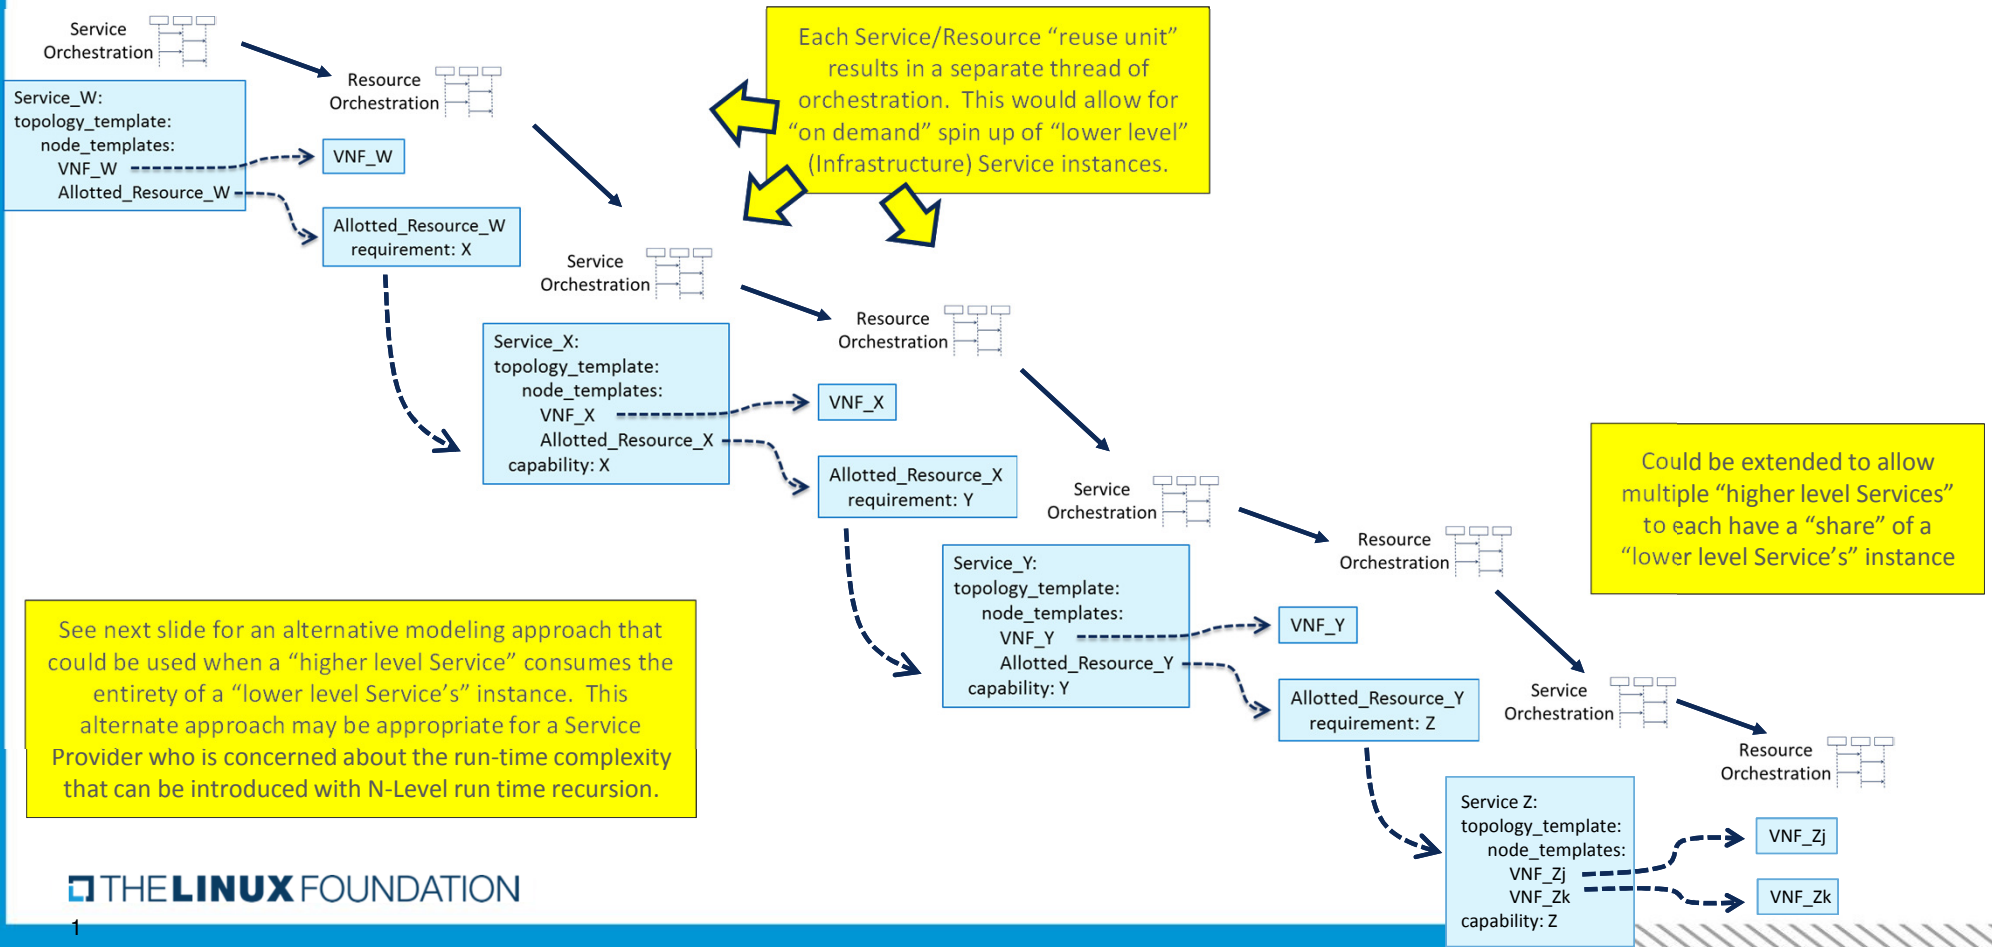 Service
Orchestration
Resource
Orchestration
Service_W:
topology_template:
node_templates:
VNF_W
Allotted_Resource_W
VNF_W
Allotted_Resource_W
requirement: X
Each Service/Resource “reuse unit”
results in a separate thread of
orchestration. This would allow for
“on demand” spin up of “lower level”
(Infrastructure) Service instances.
Service
Orchestration
Resource
Orchestration
Service_X:
topology_template:
node_templates:
VNF_X
Allotted_Resource_X
capability: X
VNF_X
Allotted_Resource_X
requirement: Y
Service
Orchestration
Resource
Orchestration
Could be extended to allow
multiple “higher level Services”
to each have a “share” of a
“lower level Service’s” instance
Service_Y:
topology_template:
node_templates:
VNF_Y
Allotted_Resource_Y
capability: Y
VNF_Y
Allotted_Resource_Y
requirement: Z
See next slide for an alternative modeling approach that
could be used when a “higher level Service” consumes the
entirety of a “lower level Service’s” instance. This
alternate approach may be appropriate for a Service
Provider who is concerned about the run-time complexity
that can be introduced with N-Level run time recursion.
Service
Orchestration
Resource
Orchestration
Service Z:
topology_template:
node_templates:
VNF_Zj
VNF_Zk
capability: Z
VNF_Zj
VNF_Zk
THE LINUX FOUNDATION
1